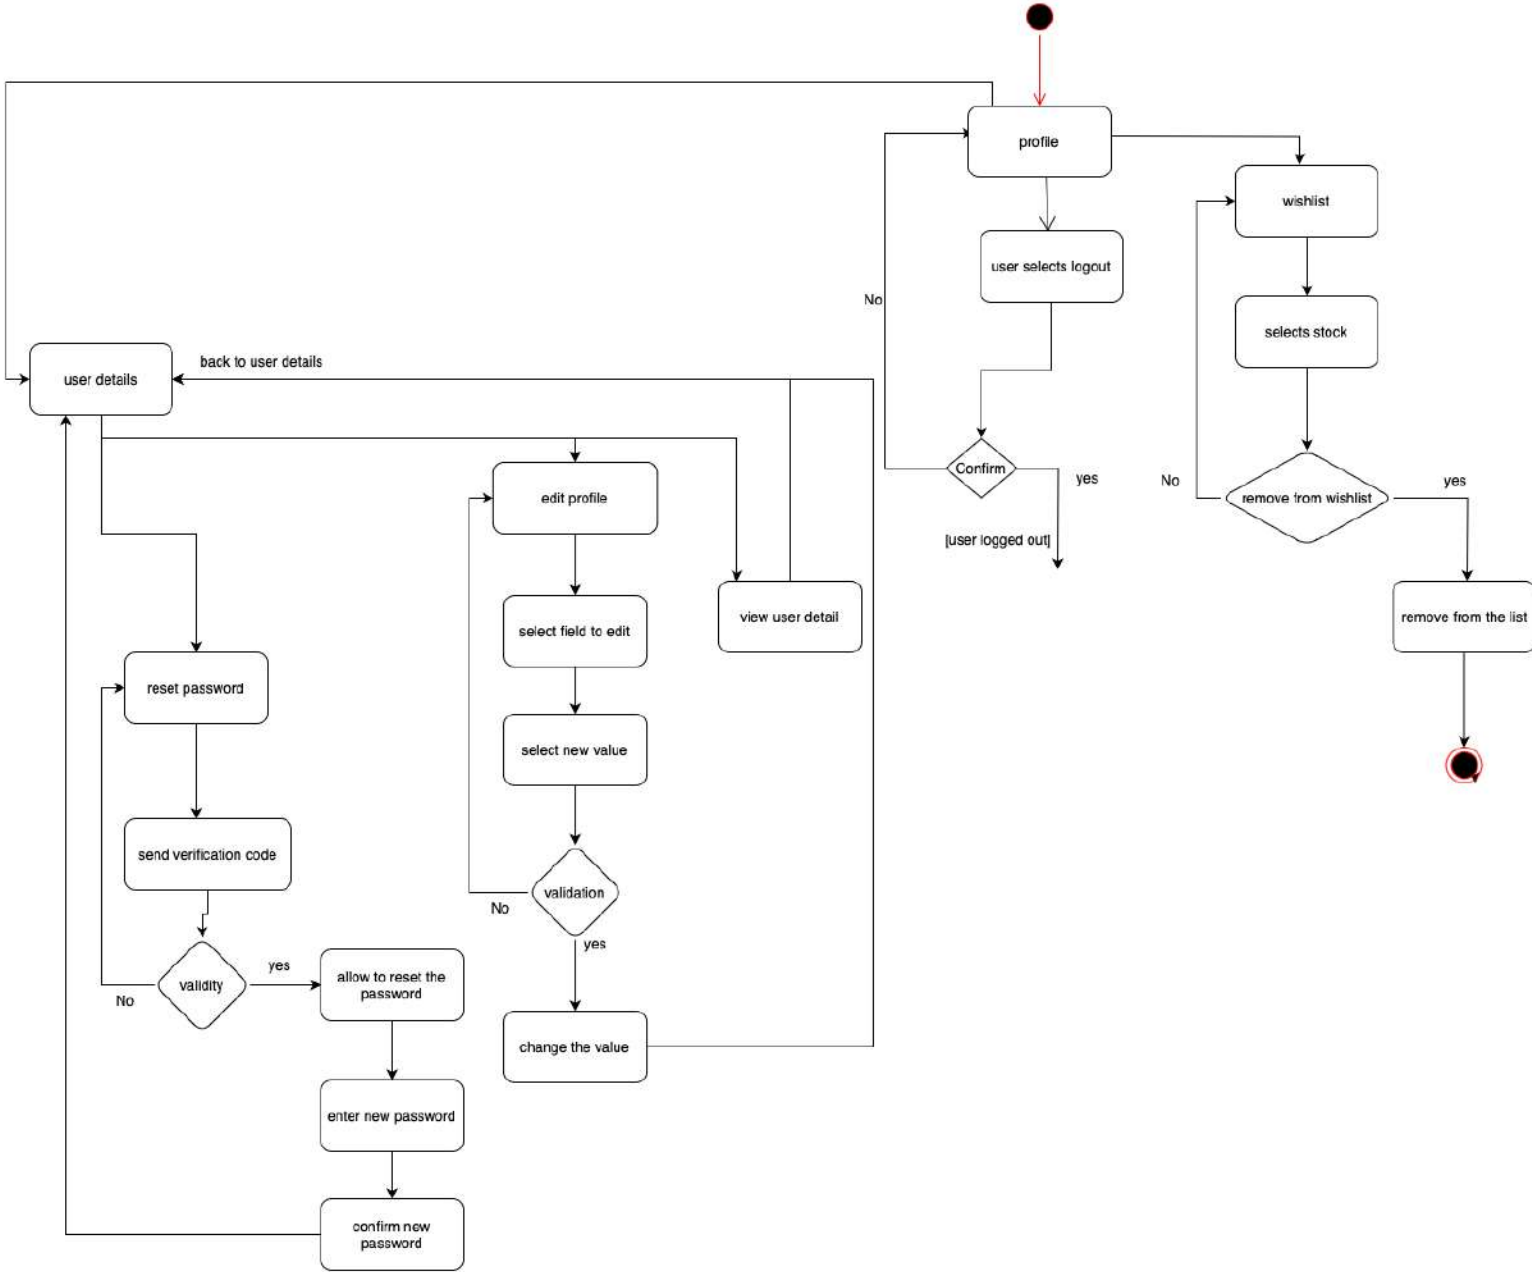 profile
wishlist
user selects logout
No
selects stock
back to user details
user details
Confirm
yes
No
remove from wishlist
yes
edit profile
[user logged out]
view user detail
remove from the list
select field to edit
reset password
select new value
send verification code
validation
No
yes
validity
yes
No
allow to reset the
password
change the value
enter new password
confirm new
password